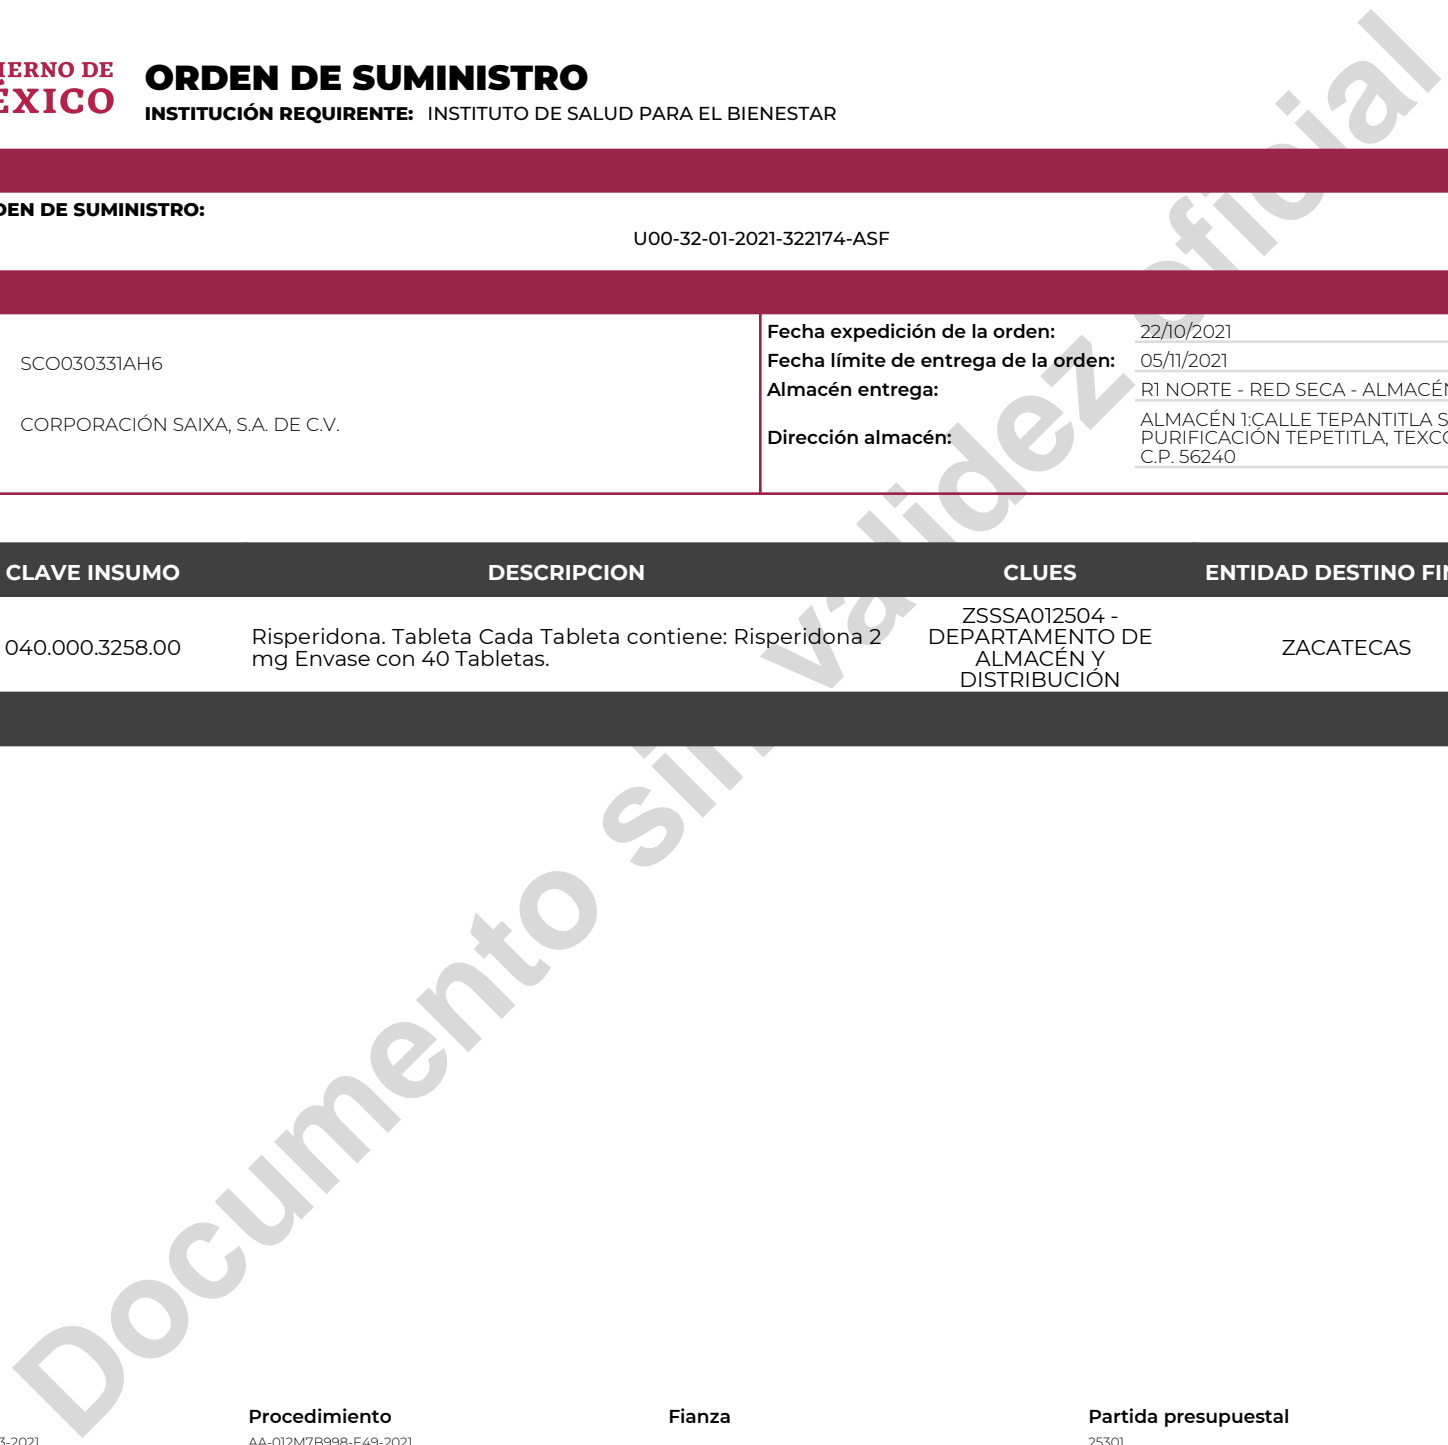 ORDEN DE SUMINISTRO
INSTITUCIÓN REQUIRENTE: INSTITUTO DE SALUD PARA EL BIENESTAR
IERNO DE
ÉXICO
DEN DE SUMINISTRO:
U00-32-01-2021-322174-ASF
SCO030331AH6
CORPORACIÓN SAIXA, S.A. DE C.V.
Fecha expedición de la orden: 22/10/2021
Fecha límite de entrega de la orden: 05/11/2021
Almacén entrega: R1 NORTE - RED SECA - ALMACÉN
Dirección almacén:
ALMACÉN 1:CALLE TEPANTITLA S
PURIFICACIÓN TEPETITLA, TEXCO
C.P. 56240
CLAVE INSUMO DESCRIPCION CLUES ENTIDAD DESTINO FIN
040.000.3258.00
Risperidona. Tableta Cada Tableta contiene: Risperidona 2
mg Envase con 40 Tabletas.
ZSSSA012504 -
DEPARTAMENTO DE
ALMACÉN Y
DISTRIBUCIÓN
ZACATECAS
Documento sin validez oficial
Procedimiento Fianza Partida presupuestal
3-2021 AA-012M7B998-E49-2021 25301